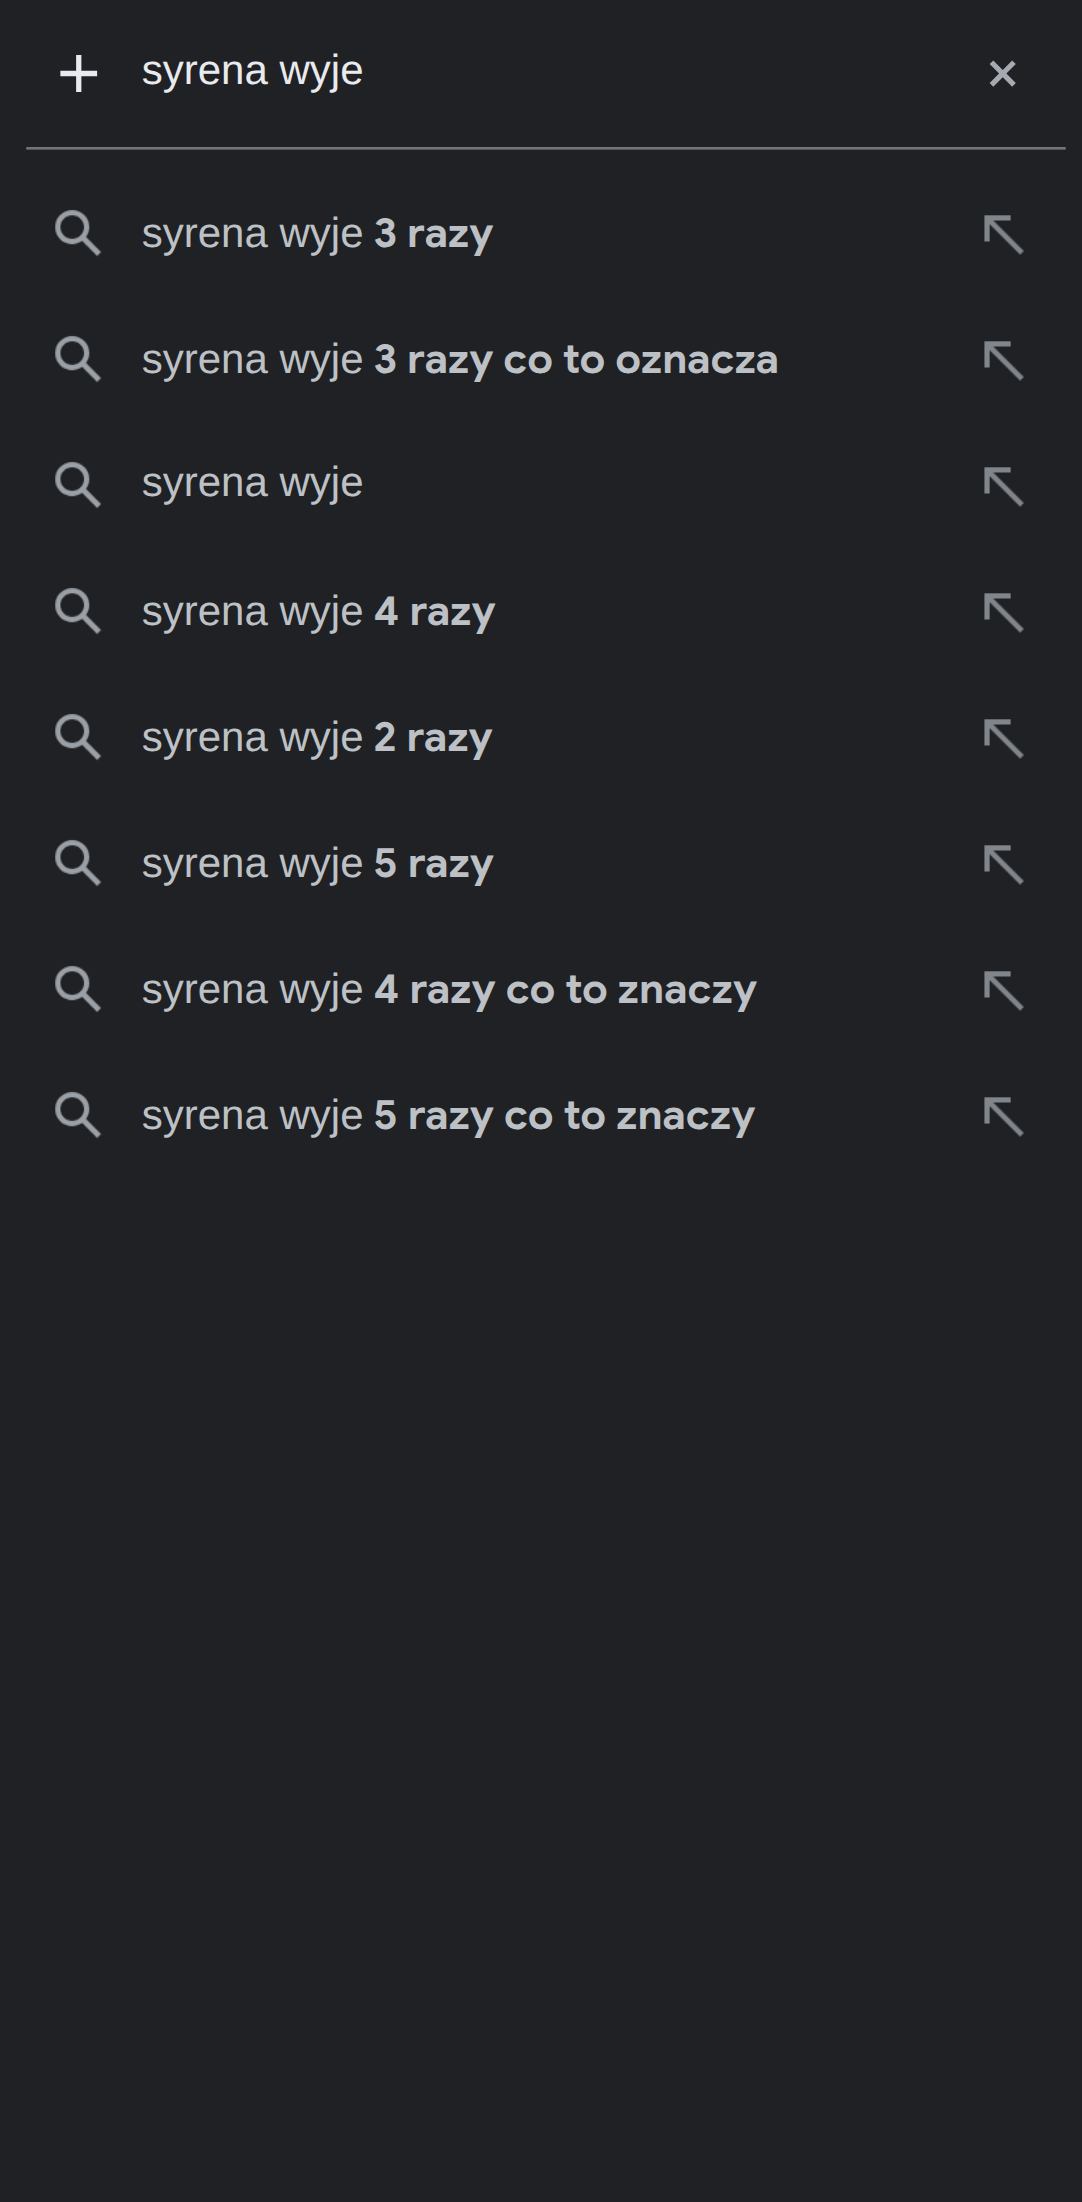 syrena wyje
syrena wyje 3 razy
syrena wyje 3 razy co to oznacza
syrena wyje
syrena wyje 4 razy
syrena wyje 2 razy
syrena wyje 5 razy
syrena wyje 4 razy co to znaczy
syrena wyje 5 razy co to znaczy